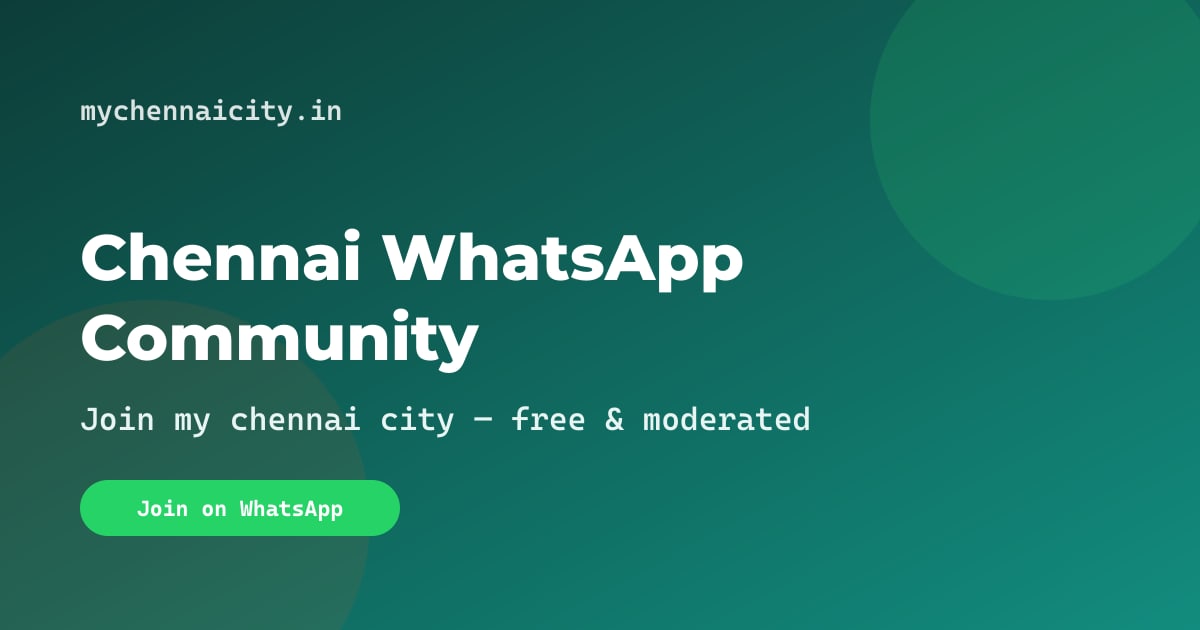 mychennaicity.in
Chennai WhatsApp
Community
Join my chennai city — free & moderated
Join on WhatsApp